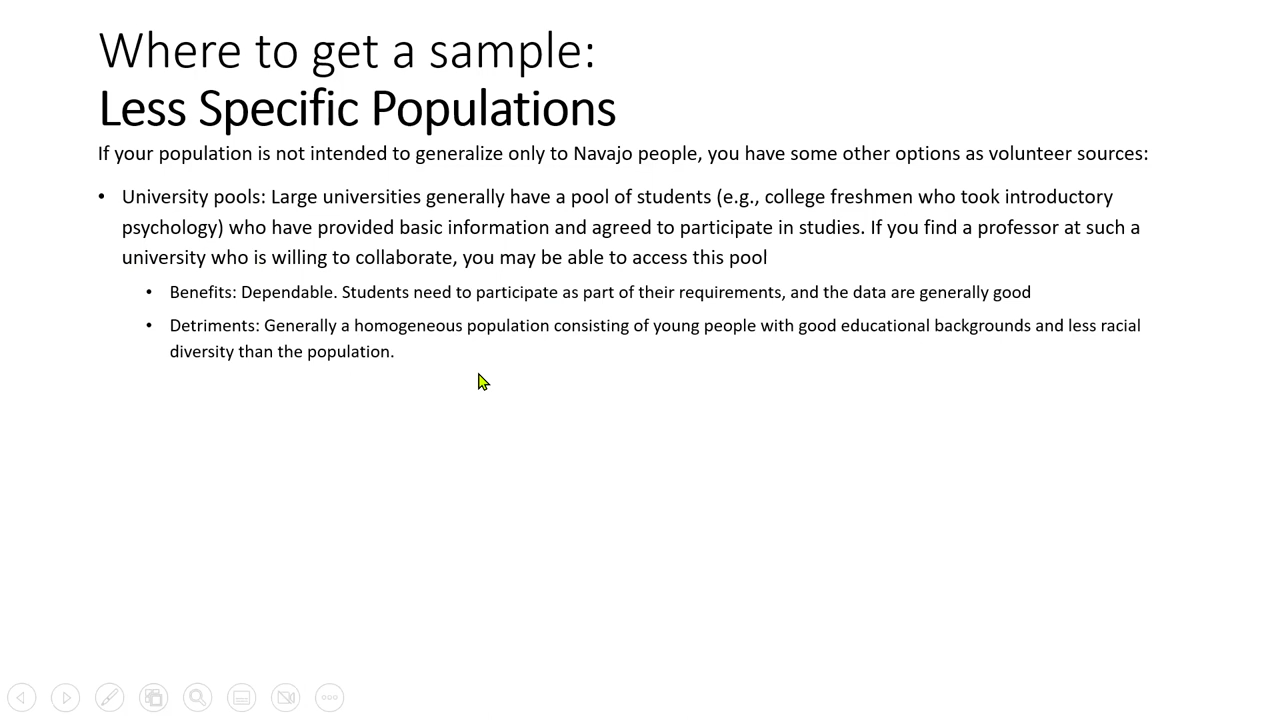 Where to get a sample:
Less Specific Populations
If your population is not intended to generalize only to Navajo people, you have some other options as volunteer sources:
• University pools: Large universities generally have a pool of students (e.g., college freshmen who took introductory
psychology) who have provided basic information and agreed to participate in studies. If you find a professor at such a
university who is willing to collaborate, you may be able to access this pool
• Benefits: Dependable. Students need to participate as part of their requirements, and the data are generally good
• Detriments: Generally a homogeneous population consisting of young people with good educational backgrounds and less racial
diversity than the population.